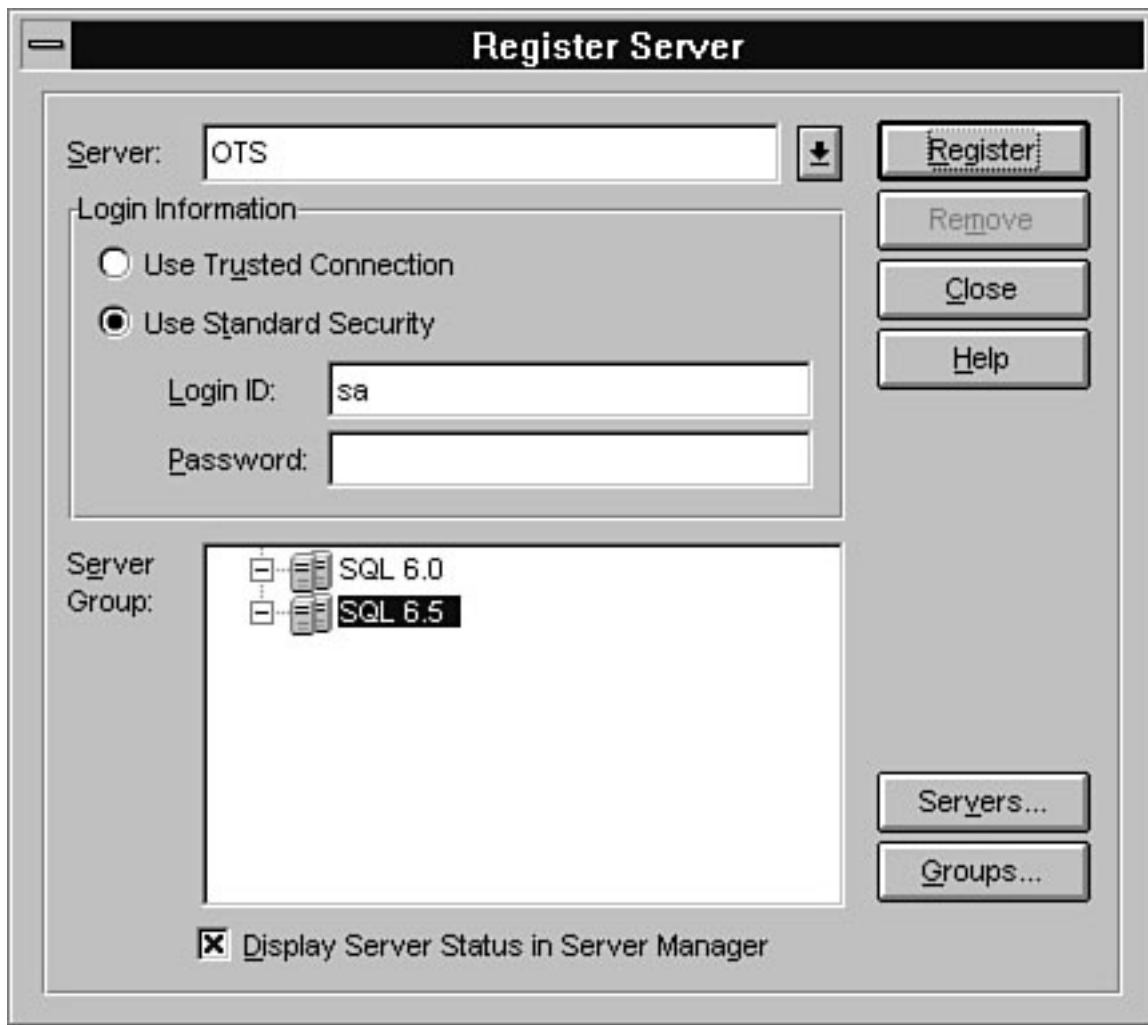 Register Server
Server: OTS
Register
Login Information
Remove
Use Trusted Connection
Close
Use Standard Security
Help
Login ID: sa
Password:
Server
Group:
SQL 6.0
SQL 6.5
Servers...
Groups...
Display Server Status in Server Manager